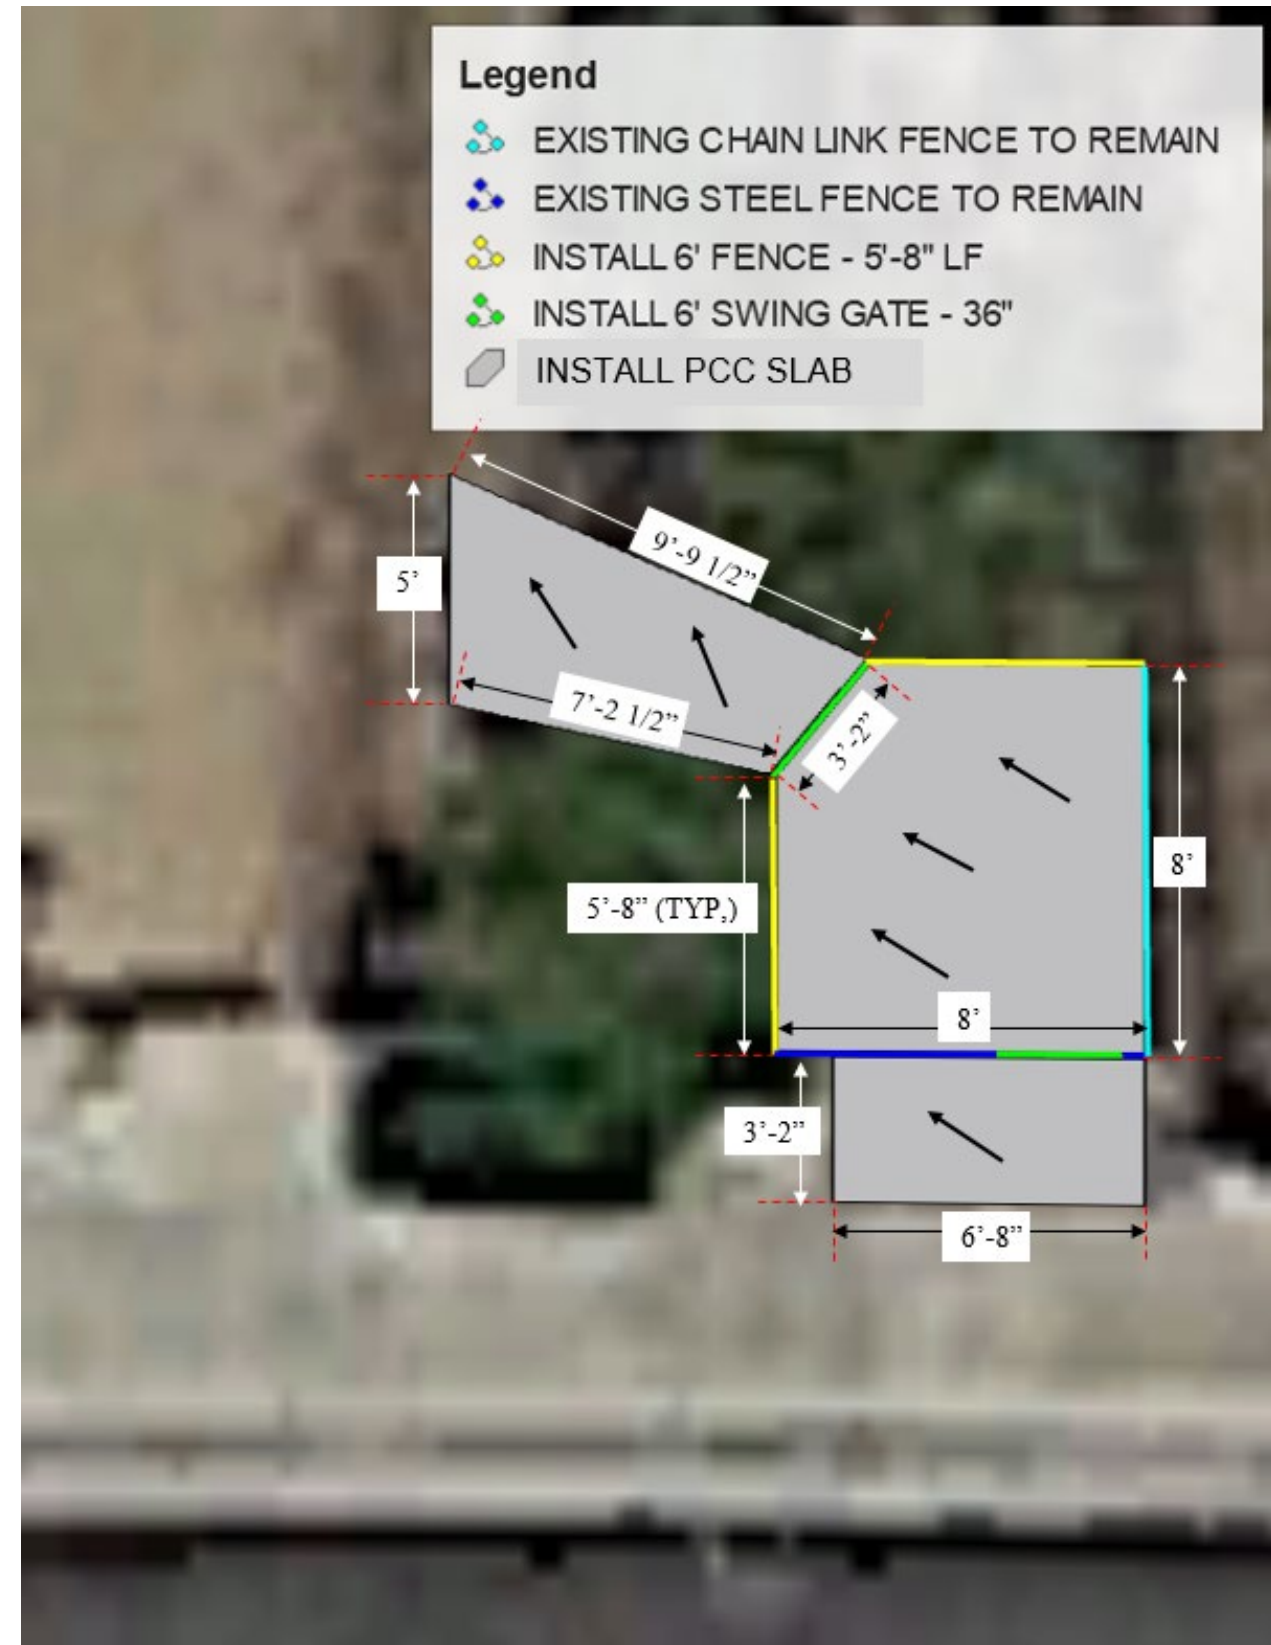 Legend
EXISTING CHAIN LINK FENCE TO REMAIN
EXISTING STEEL FENCE TO REMAIN
INSTALL 6' FENCE - 5'-8" LF
INSTALL 6' SWING GATE - 36"
INSTALL PCC SLAB
9’-9 1/2”
5’
7’-2 1/2”
3’-2”
8’
5’-8” (TYP,)
8’
3’-2”
6’-8”